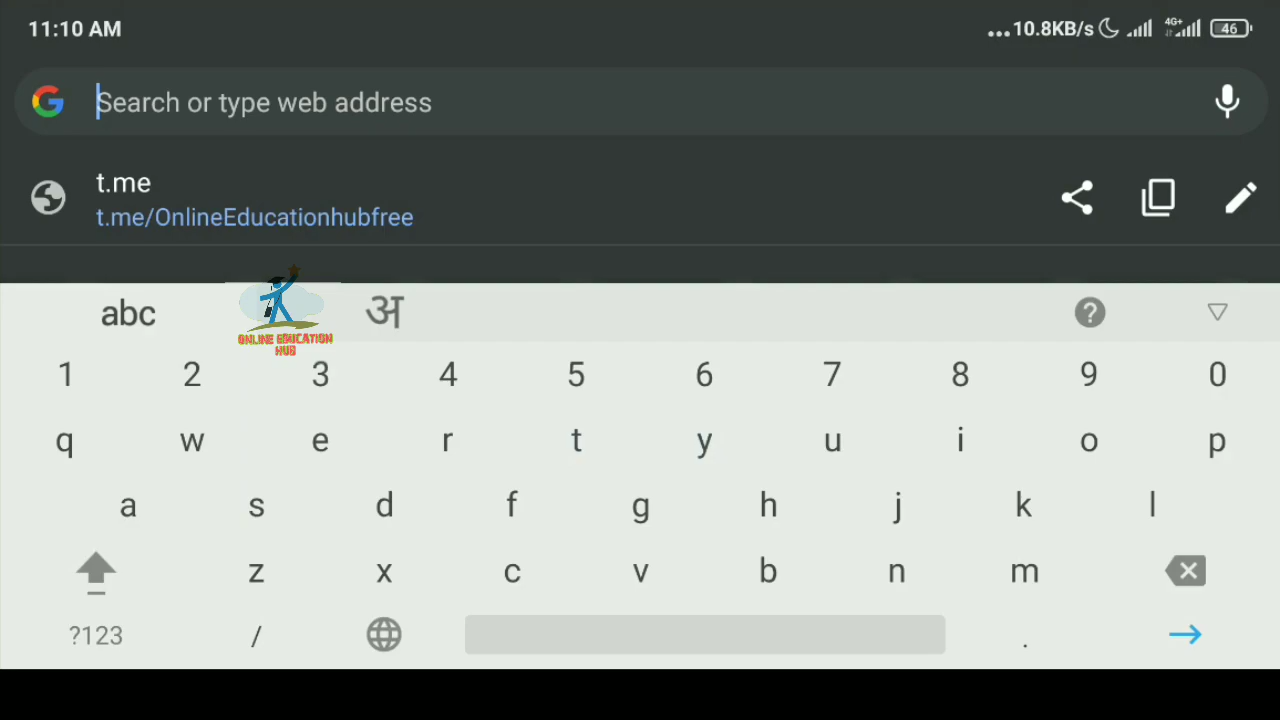 11:10 AM
...10.8KB/s 4G+ 46
Search or type web address
t.me
t.me/OnlineEducationhubfree
abc अ ?
ONLINE EDUCATION
HUB
1 2 3 4 5 6 7 8 9 0
q w e r t y u i o p
a s d f g h j k l
z x c v b n m
?123 / .